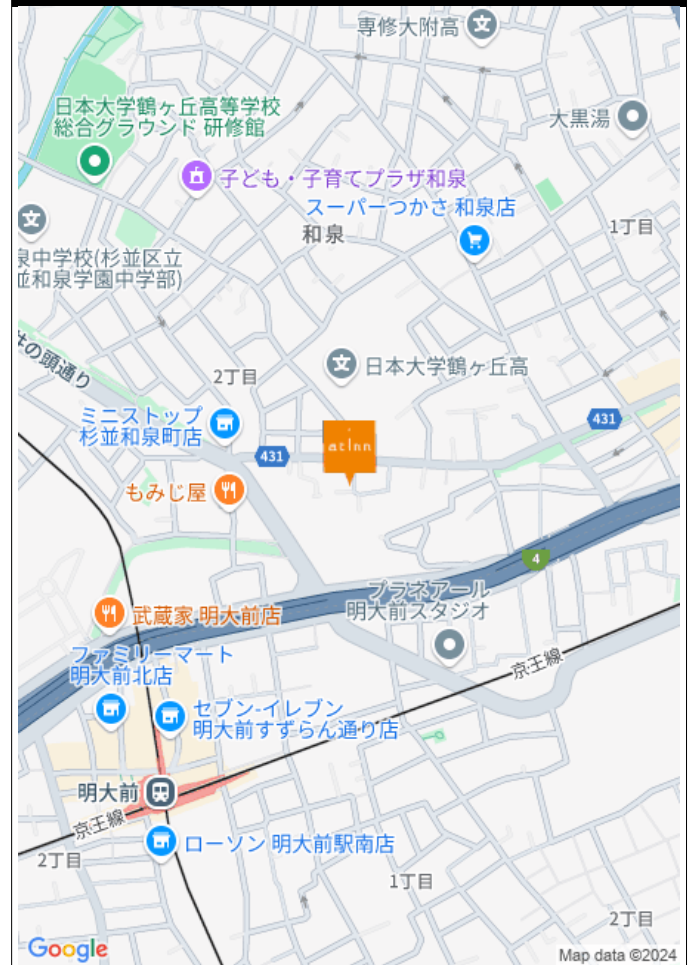 専修大附高
日本大学鶴ヶ丘高等学校
総合グラウンド 研修館
大黒湯
子ども・子育てプラザ和泉
スーパーつかさ 和泉店
1丁目
和泉
泉中学校(杉並区立
並和泉学園中学部)
井の頭通り
2丁目
日本大学鶴ヶ丘高
ミニストップ
杉並和泉町店
431
atInn
431
もみじ屋
4
プラネアール
明大前スタジオ
武蔵家 明大前店
ファミリーマート
明大前北店
京王線
セブン-イレブン
明大前すずらん通り店
明大前
京王線
ローソン 明大前駅南店
2丁目
1丁目
2丁目
Google
Map data ©2024